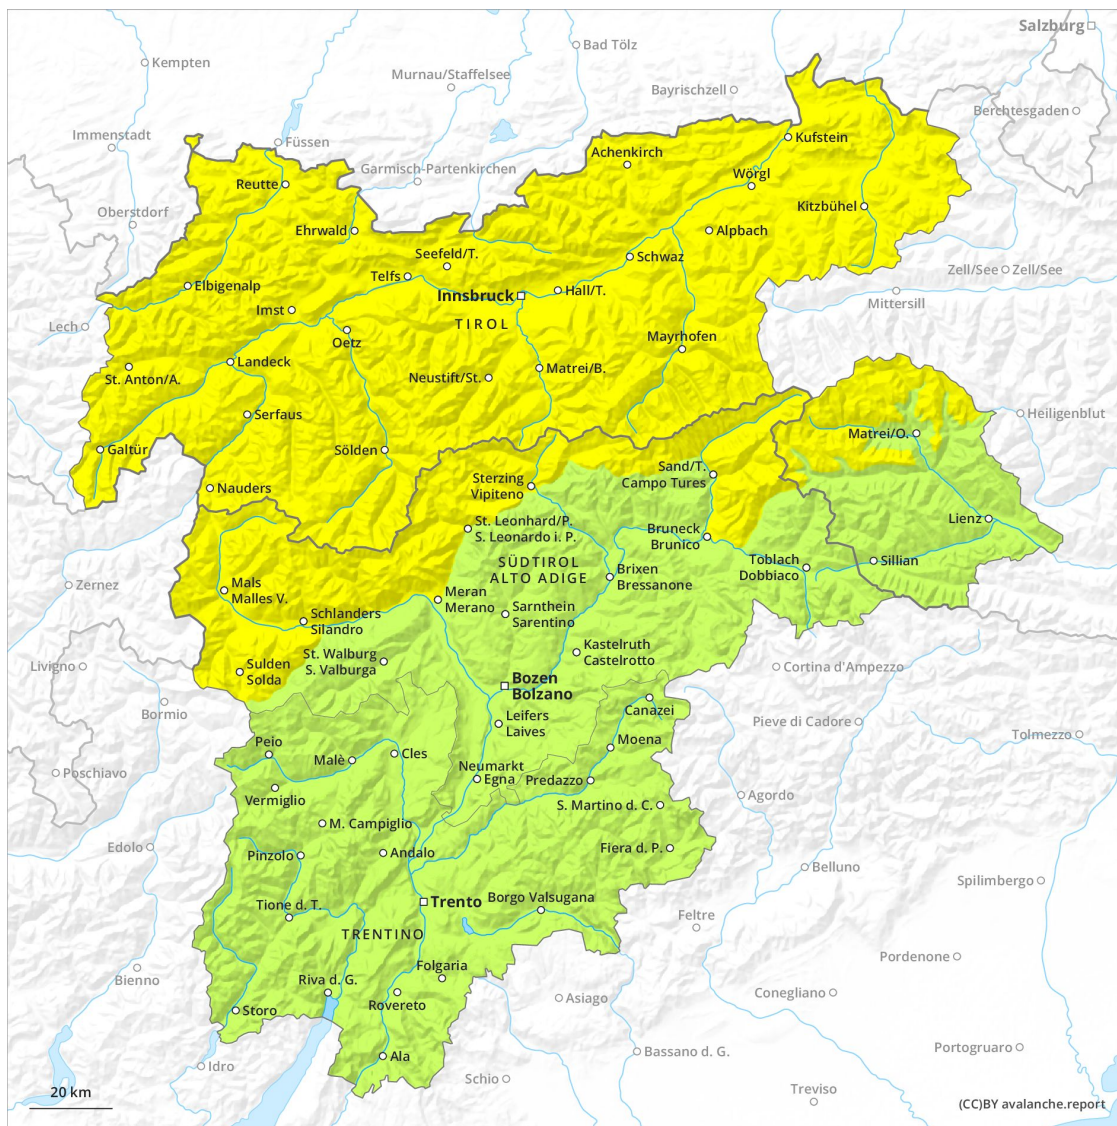 Salzburg
Bad Tölz
Kempten
Murnau/Staffelsee
Bayrischzell
Berchtesgaden
Immenstadt
Füssen
Kufstein
Achenkirch
Garmisch-Partenkirchen
Wörgl
Reutte
Oberstdorf
Kitzbühel
Ehrwald
Alpbach
Seefeld/T.
Schwaz
Telfs
Zell/See
Zell/See
Elbigenalp
Hall/T.
Innsbruck
Mittersill
Imst
TIROL
Lech
Oetz
Mayrhofen
Landeck
Matrei/B.
St. Anton/A.
Neustift/St.
Serfaus
Heiligenblut
Matrei/O.
Galtür
Sölden
Sand/T.
Campo Tures
Sterzing
Vipiteno
Nauders
Lienz
St. Leonhard/P.
S. Leonardo i. P.
Bruneck
Brunico
SÜDTIROL
ALTO ADIGE
Toblach
Dobbiaco
Sillian
Brixen
Bressanone
Zernez
Mals
Malles V.
Meran
Merano
Sarnthein
Sarentino
Schlanders
Silandro
Kastelruth
Castelrotto
St. Walburg
S. Valburga
Livigno
Sulden
Solda
Cortina d'Ampezzo
Bozen
Bolzano
Bormio
Canazei
Leifers
Laives
Pieve di Cadore
Tolmezzo
Peio
Moena
Cles
Malè
Poschiavo
Neumarkt
Egna
Predazzo
Vermiglio
Agordo
S. Martino d. C.
M. Campiglio
Edolo
Pinzolo
Andalo
Fiera d. P.
Belluno
Spilimbergo
Trento
Borgo Valsugana
Tione d. T.
Feltre
TRENTINO
Pordenone
Folgaria
Bienno
Riva d. G.
Conegliano
Asiago
Rovereto
Storo
Portogruaro
Bassano d. G.
Ala
Idro
Schio
Treviso
20 km
(CC)BY avalanche.report